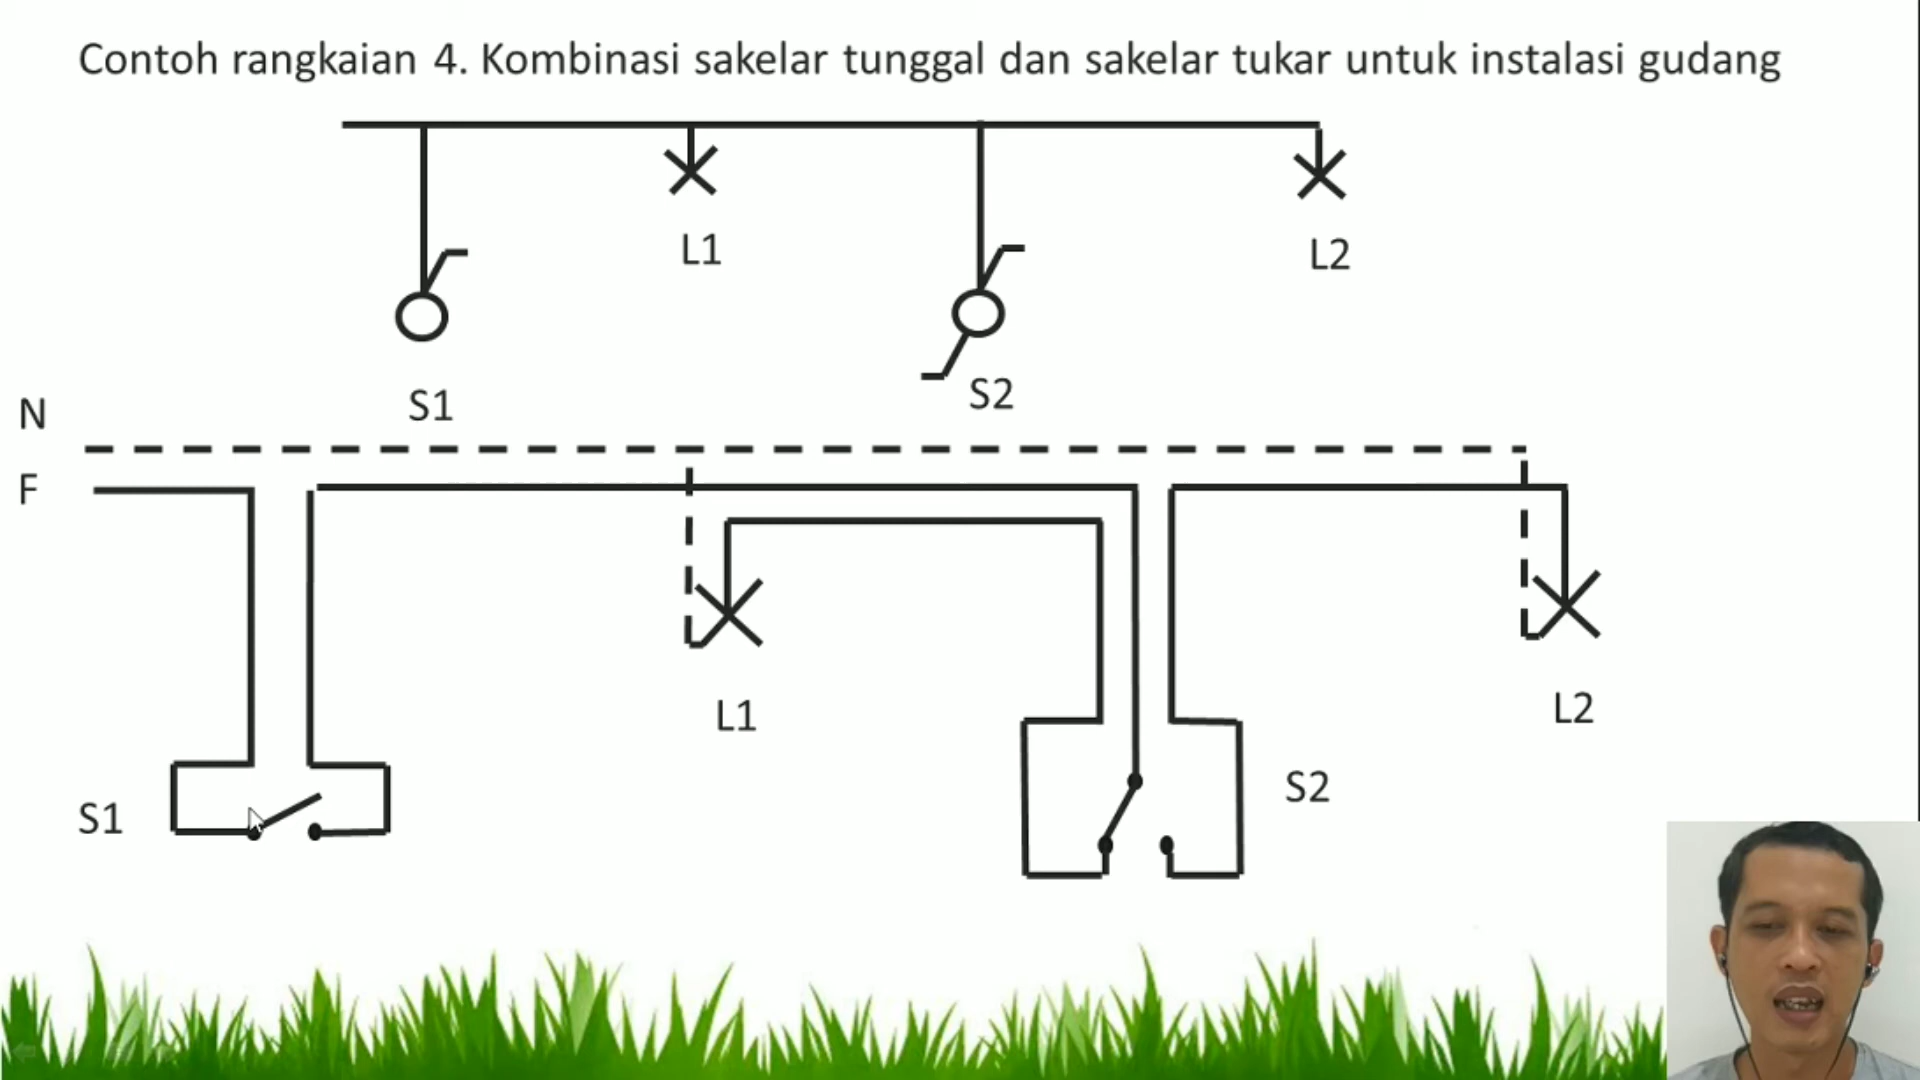 Contoh rangkaian 4. Kombinasi sakelar tunggal dan sakelar tukar untuk instalasi gudang
L1
L2
S1
S2
N
F
L1
L2
S1
S2